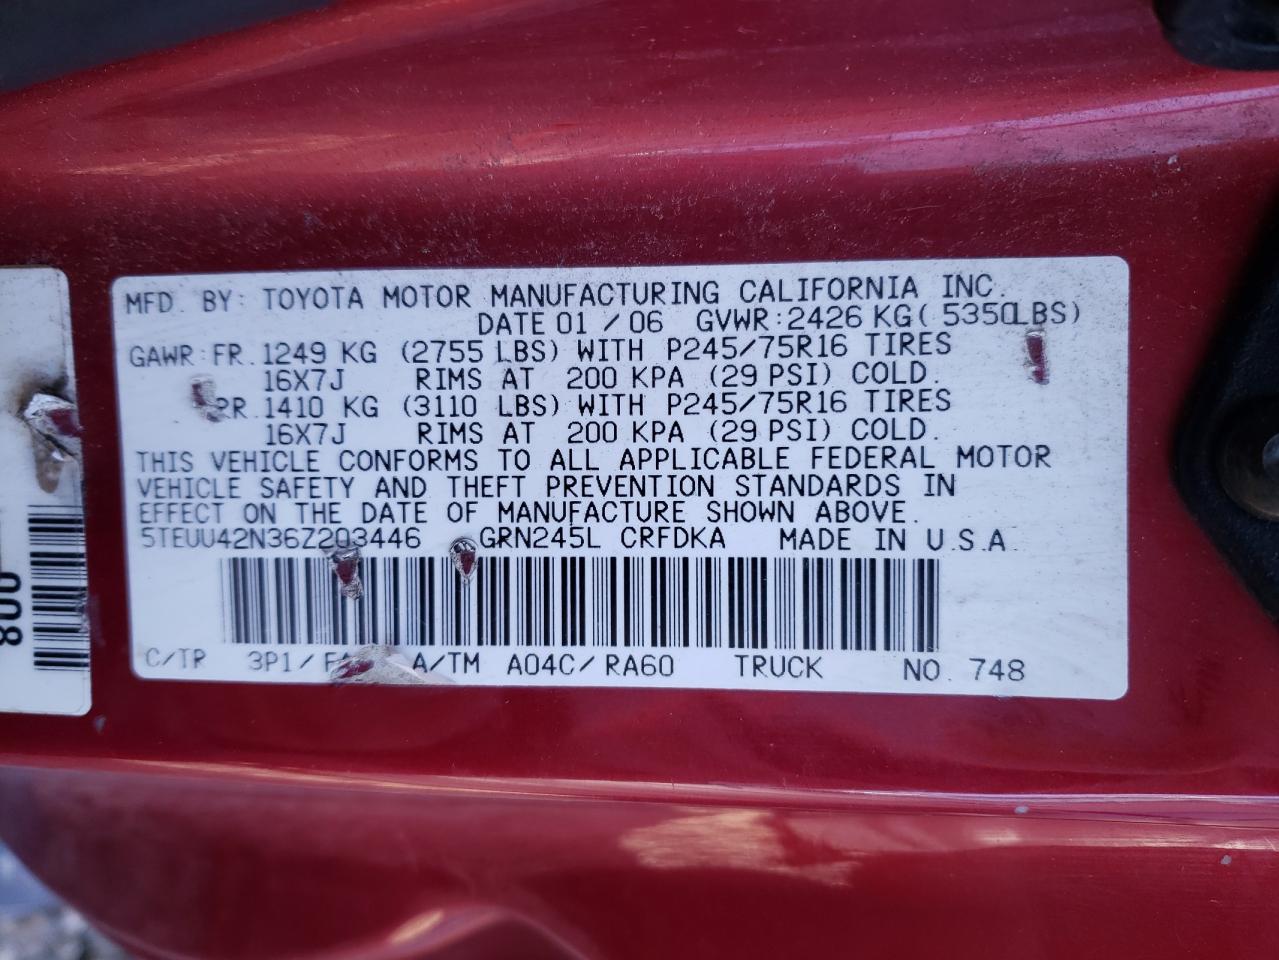 MFD. BY: TOYOTA MOTOR MANUFACTURING CALIFORNIA INC.
DATE 01 / 06 GVWR: 2426 KG ( 5350LBS)
GAWR: FR. 1249 KG (2755 LBS) WITH P245/75R16 TIRES
16X7J RIMS AT 200 KPA (29 PSI) COLD.
RR. 1410 KG (3110 LBS) WITH P245/75R16 TIRES
16X7J RIMS AT 200 KPA (29 PSI) COLD.
THIS VEHICLE CONFORMS TO ALL APPLICABLE FEDERAL MOTOR
VEHICLE SAFETY AND THEFT PREVENTION STANDARDS IN
EFFECT ON THE DATE OF MANUFACTURE SHOWN ABOVE.
5TEUU42N36Z203446 GRN245L CRFDKA MADE IN U.S.A.
C/TR 3P1/ A/TM A04C/RA60 TRUCK NO. 748
008